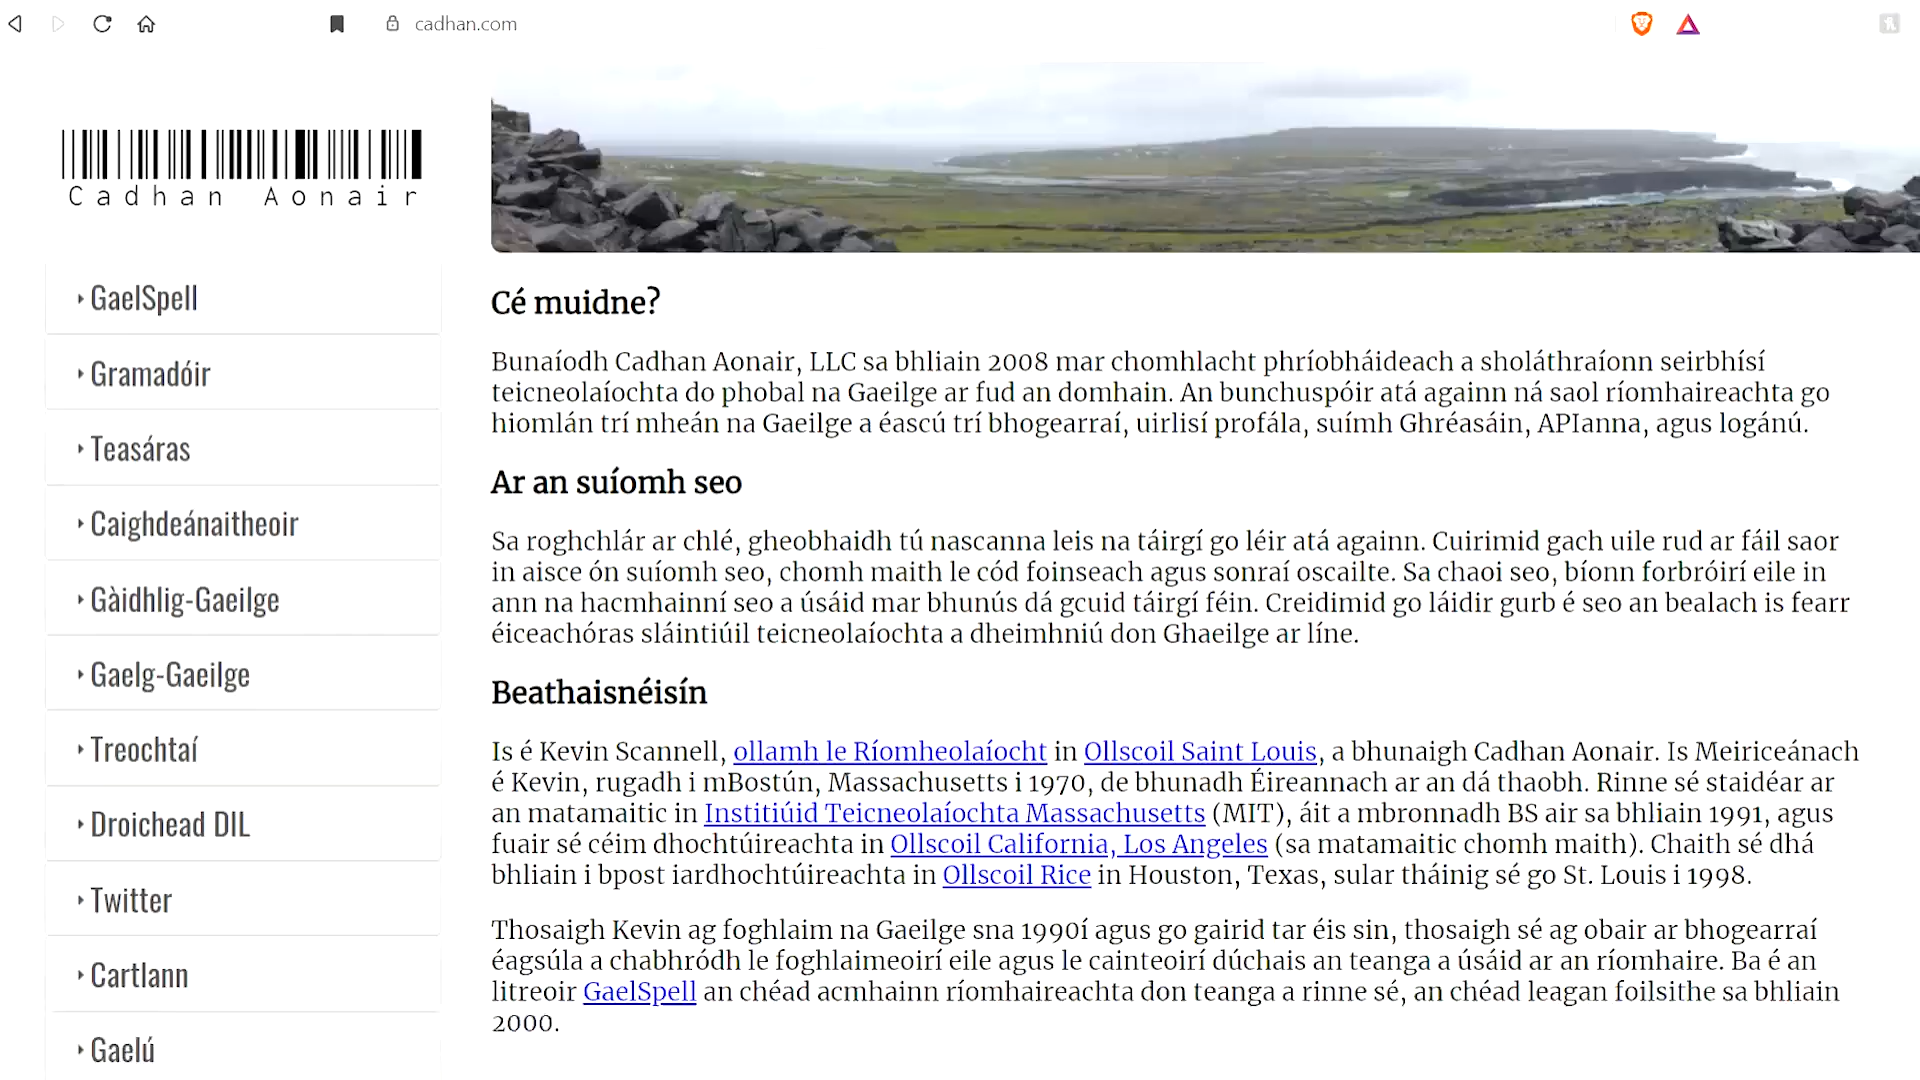 cadhan.com
Cadhan Aonair
GaelSpell
Gramadóir
Teasáras
Caighdeánaitheoir
Gàidhlig-Gaeilge
Gaelg-Gaeilge
Treochtaí
Droichead DIL
Twitter
Cartlann
Gaelú
Cé muidne?
Bunaíodh Cadhan Aonair, LLC sa bhliain 2008 mar chomhlacht phríobháideach a sholáthraíonn seirbhísí
teicneolaíochta do phobal na Gaeilge ar fud an domhain. An bunchuspóir atá againn ná saol ríomhaireachta go
hiomlán trí mheán na Gaeilge a éascú trí bhogearraí, uirlisí profála, suímh Ghréasáin, APIanna, agus logánú.
Ar an suíomh seo
Sa roghchlár ar chlé, gheobhaidh tú nascanna leis na táirgí go léir atá againn. Cuirimid gach uile rud ar fáil saor
in aisce ón suíomh seo, chomh maith le cód foinseach agus sonraí oscailte. Sa chaoi seo, bíonn forbróirí eile in
ann na hacmhainní seo a úsáid mar bhunús dá gcuid táirgí féin. Creidimid go láidir gurb é seo an bealach is fearr
éiceachóras sláintiúil teicneolaíochta a dheimhniú don Ghaeilge ar líne.
Beathaisnéisín
Is é Kevin Scannell, ollamh le Ríomheolaíocht in Ollscoil Saint Louis, a bhunaigh Cadhan Aonair. Is Meiriceánach
é Kevin, rugadh i mBostún, Massachusetts i 1970, de bhunadh Éireannach ar an dá thaobh. Rinne sé staidéar ar
an matamaitic in Institiúid Teicneolaíochta Massachusetts (MIT), áit a mbronnadh BS air sa bhliain 1991, agus
fuair sé céim dhochtúireachta in Ollscoil California, Los Angeles (sa matamaitic chomh maith). Chaith sé dhá
bhliain i bpost iardhochtúireachta in Ollscoil Rice in Houston, Texas, sular tháinig sé go St. Louis i 1998.
Thosaigh Kevin ag foghlaim na Gaeilge sna 1990í agus go gairid tar éis sin, thosaigh sé ag obair ar bhogearraí
éagsúla a chabhródh le foghlaimeoirí eile agus le cainteoirí dúchais an teanga a úsáid ar an ríomhaire. Ba é an
litreoir GaelSpell an chéad acmhainn ríomhaireachta don teanga a rinne sé, an chéad leagan foilsithe sa bhliain
2000.